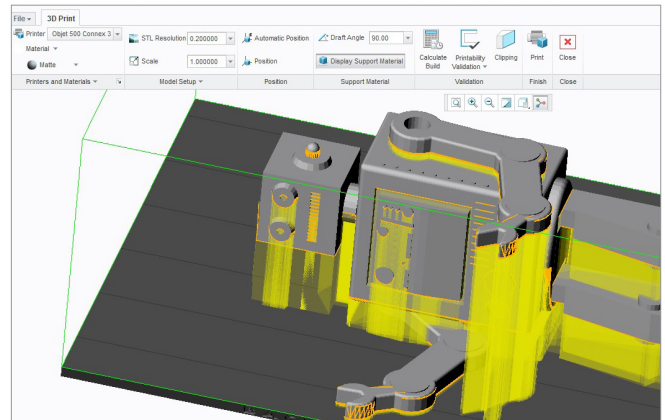 File
3D Print
Printer Objet 500 Connex 3
Material
Matte
Printers and Materials
STL Resolution 0.200000
Scale 1.000000
Model Setup
Automatic Position
Position
Position
Draft Angle 90.00
Display Support Material
Support Material
Calculate Build
Printability Validation
Clipping
Validation
Print
Finish
Close
Close